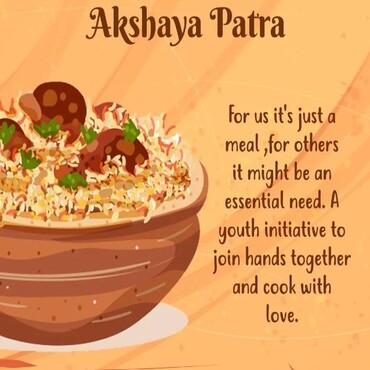 Akshaya Patra
For us it's just a
meal ,for others
it might be an
essential need. A
youth initiative to
join hands together
and cook with
love.